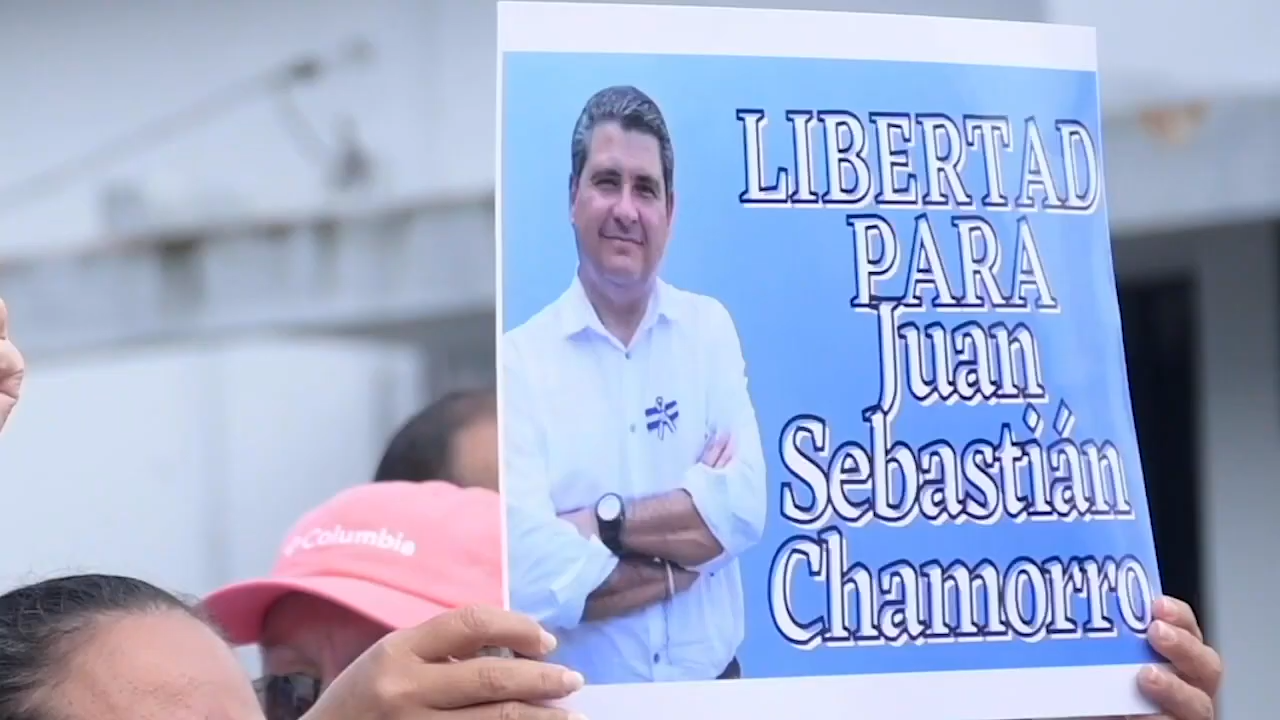 LIBERTAD
PARA
Juan
Sebastián
Chamorro
Columbia